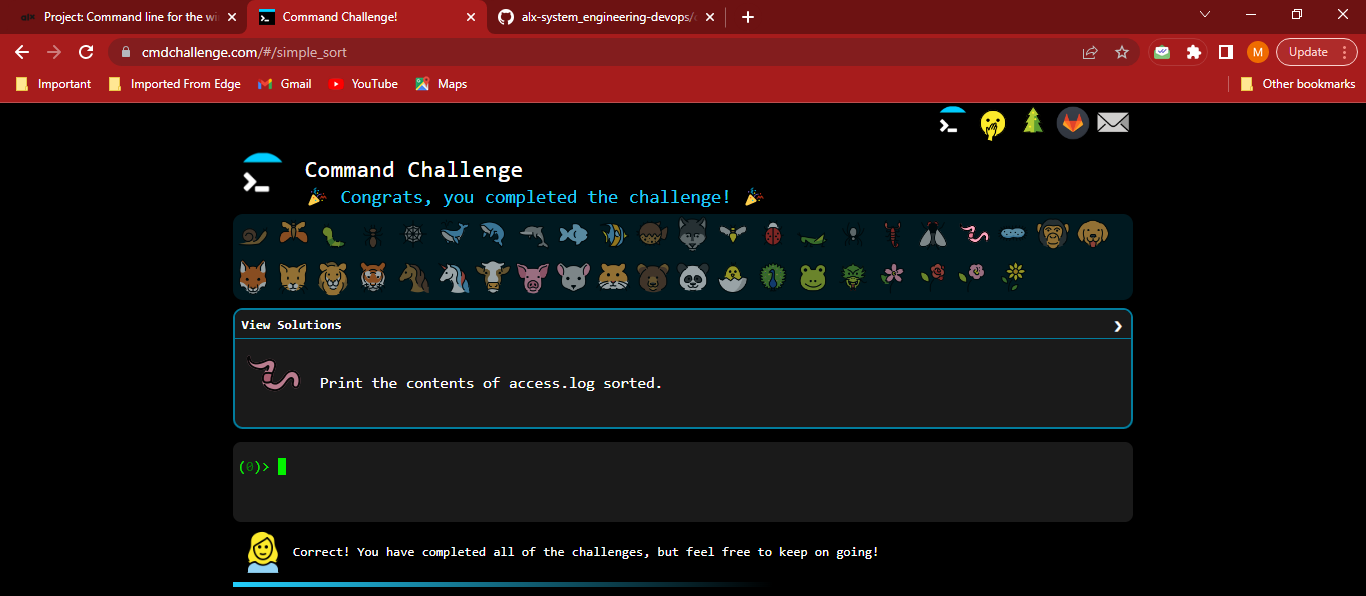 Project: Command line for the wi
Command Challenge!
alx-system_engineering-devops/c
cmdchallenge.com/#/simple_sort
M
Update
Important
Imported From Edge
Gmail
YouTube
Maps
Other bookmarks
Command Challenge
Congrats, you completed the challenge!
View Solutions
Print the contents of access.log sorted.
(0)>
Correct! You have completed all of the challenges, but feel free to keep on going!